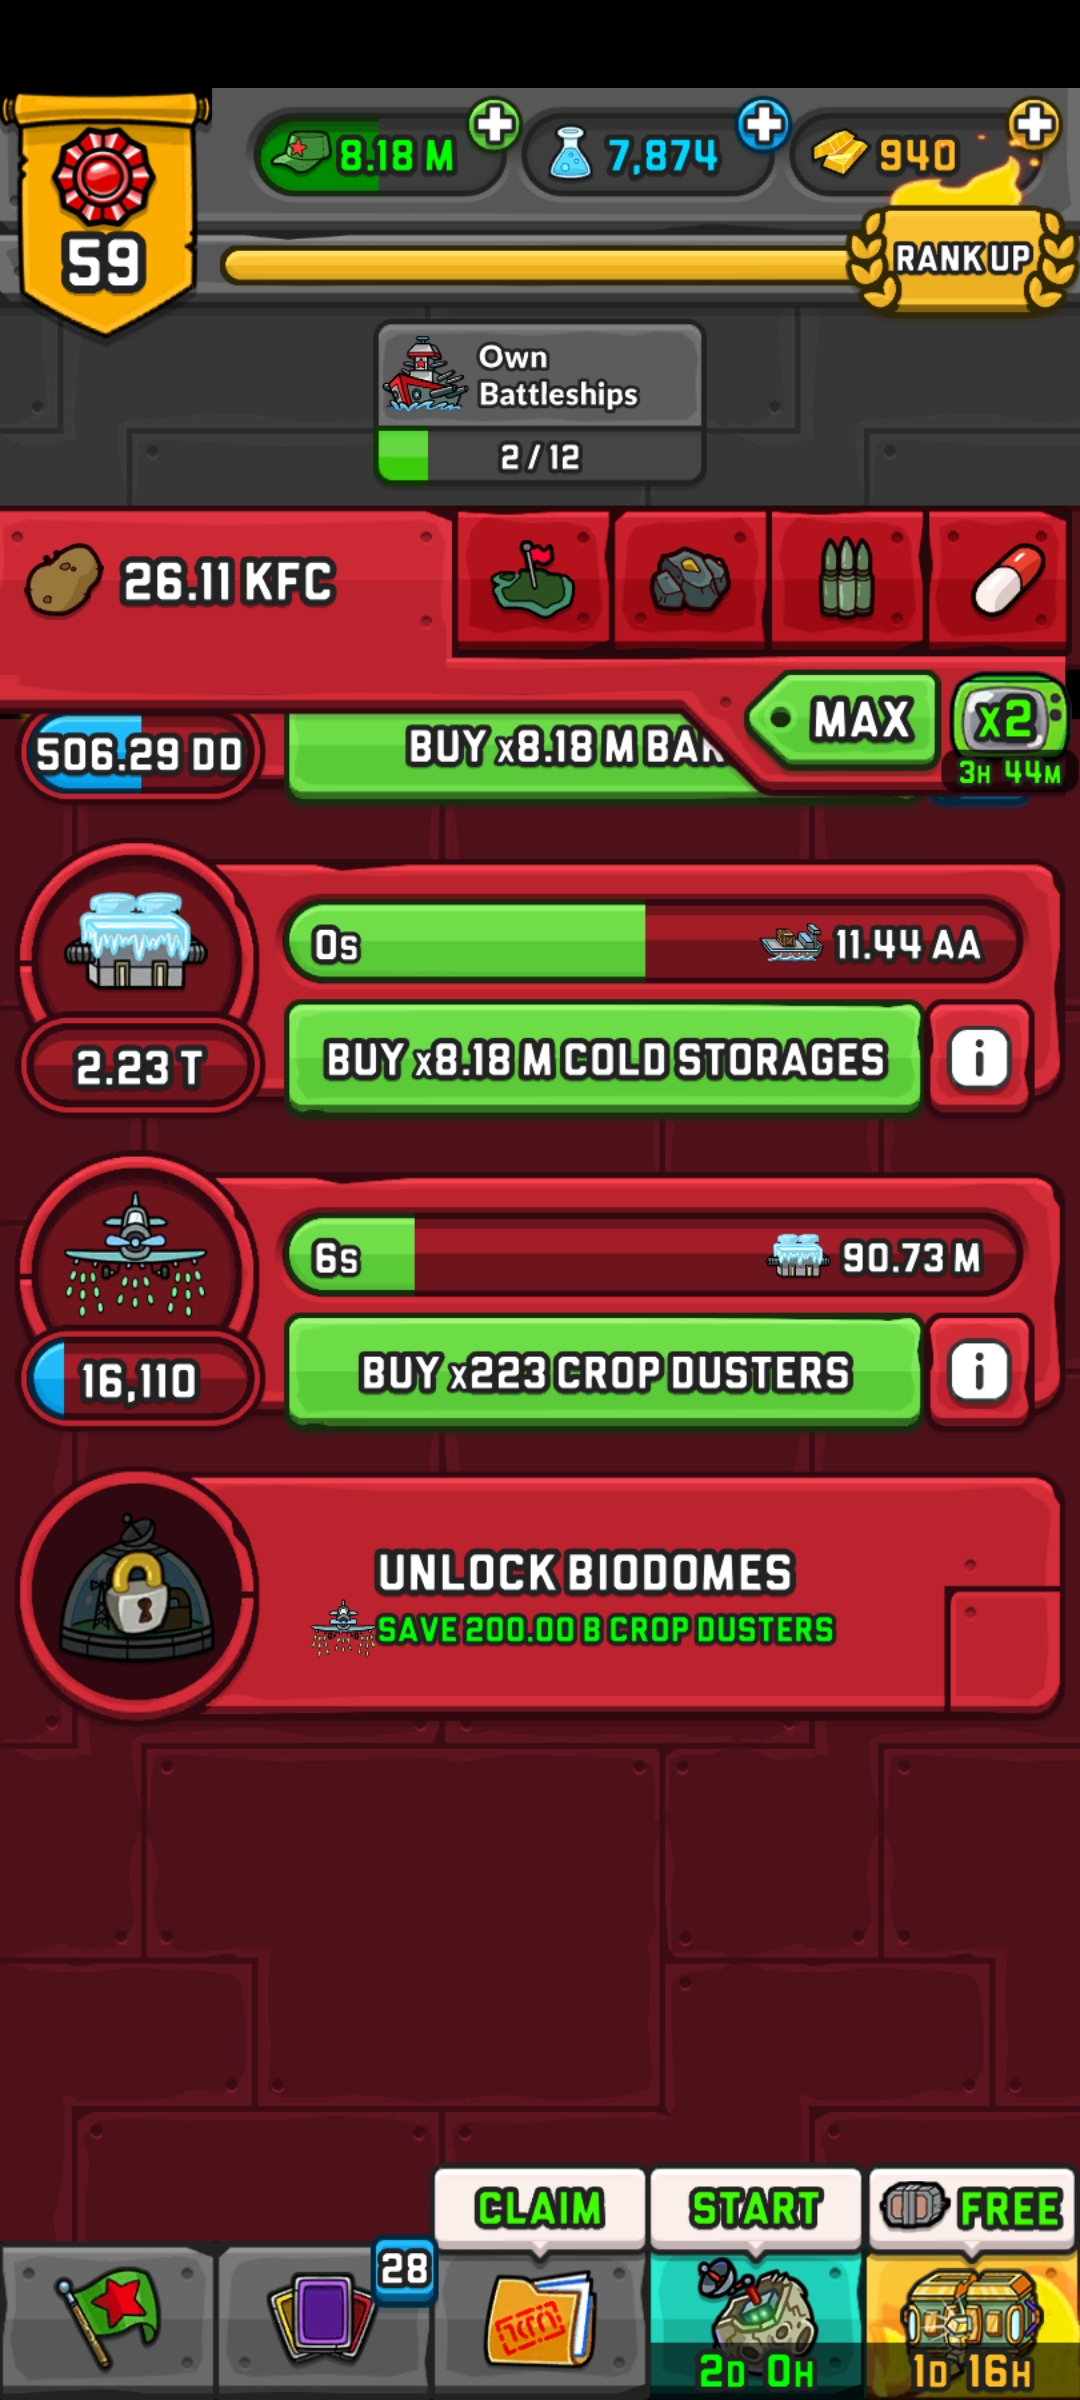 8.18 M
7,874
940
59
RANK UP
Own
Battleships
2 / 12
26.11 KFC
MAX
x2
3H 44M
506.29 DD
BUY x8.18 M
0s
11.44 AA
2.23 T
BUY x8.18 M COLD STORAGES
i
6s
90.73 M
16,110
BUY x223 CROP DUSTERS
i
UNLOCK BIODOMES
SAVE 200.00 B CROP DUSTERS
CLAIM
START
FREE
28
2D 0H
1D 16H